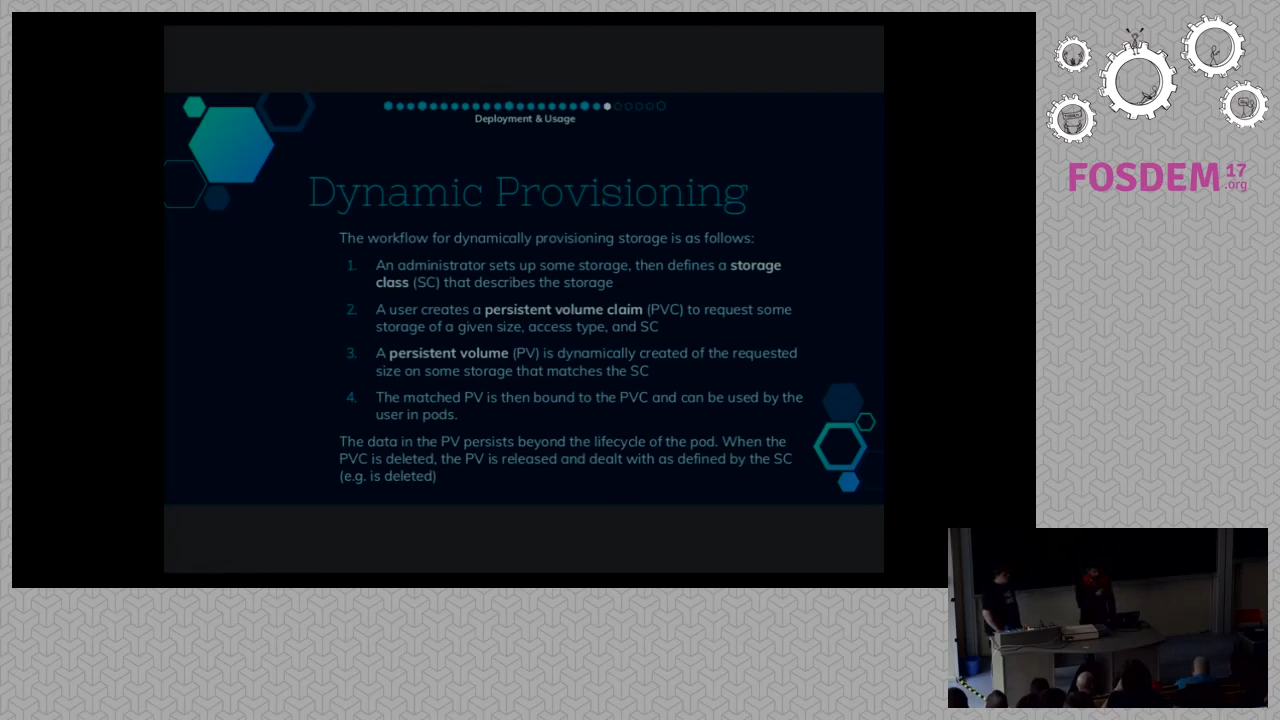 Deployment & Usage
Dynamic Provisioning
The workflow for dynamically provisioning storage is as follows:
1. An administrator sets up some storage, then defines a storage
class (SC) that describes the storage
2. A user creates a persistent volume claim (PVC) to request some
storage of a given size, access type, and SC
3. A persistent volume (PV) is dynamically created of the requested
size on some storage that matches the SC
4. The matched PV is then bound to the PVC and can be used by the
user in pods.
The data in the PV persists beyond the lifecycle of the pod. When the
PVC is deleted, the PV is released and dealt with as defined by the SC
(e.g. is deleted)
FOSDEM 17
.org